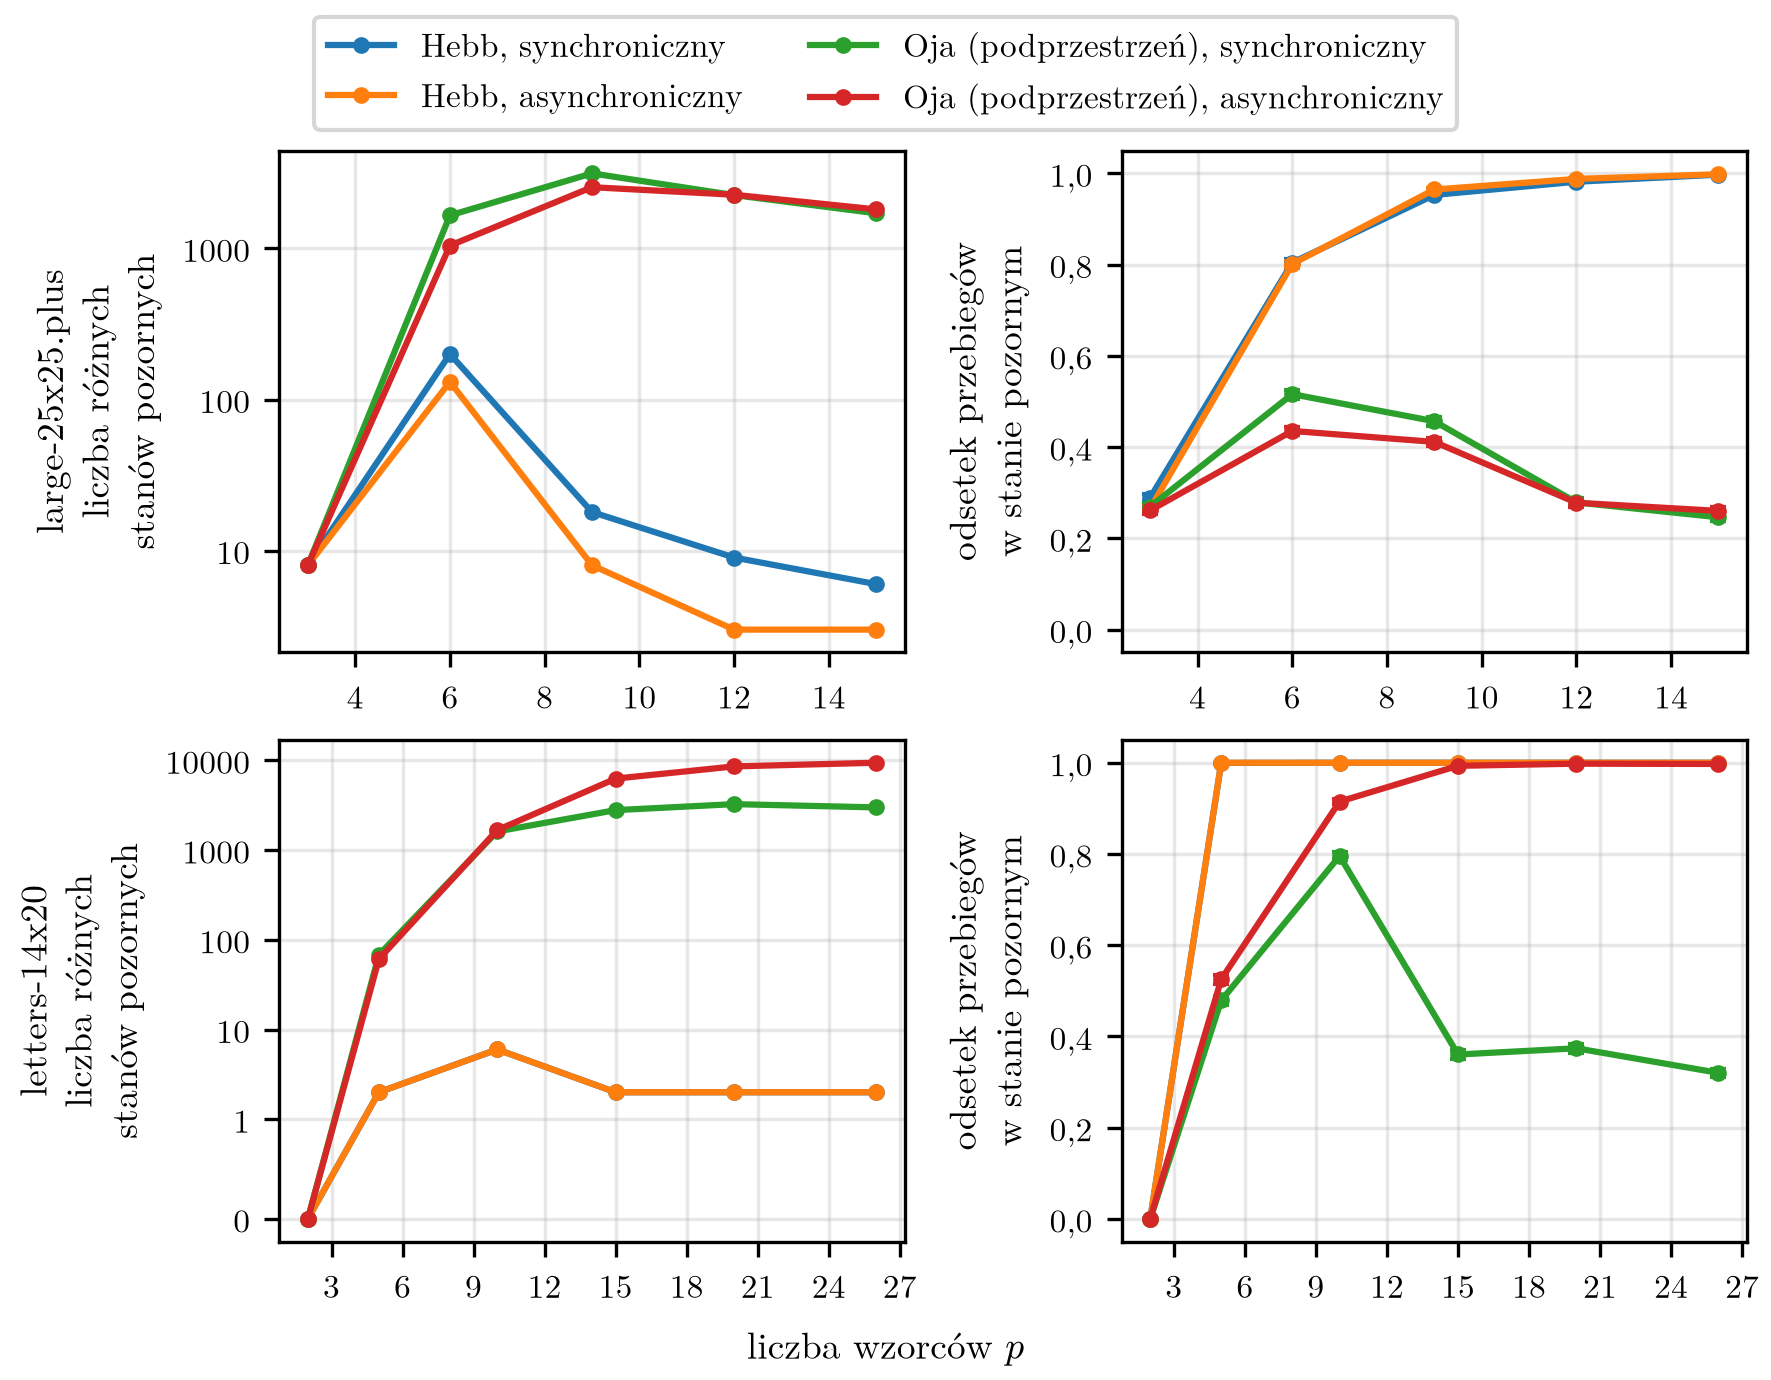 Hebb, synchroniczny
Hebb, asynchroniczny
Oja (podprzestrzeń), synchroniczny
Oja (podprzestrzeń), asynchroniczny
large-25x25.plus
liczba różnych
stanów pozornych
1000
100
10
4 6 8 10 12 14
odsetek przebiegów
w stanie pozornym
1,0
0,8
0,6
0,4
0,2
0,0
4 6 8 10 12 14
letters-14x20
liczba różnych
stanów pozornych
10000
1000
100
10
1
0
3 6 9 12 15 18 21 24 27
odsetek przebiegów
w stanie pozornym
1,0
0,8
0,6
0,4
0,2
0,0
3 6 9 12 15 18 21 24 27
liczba wzorców p